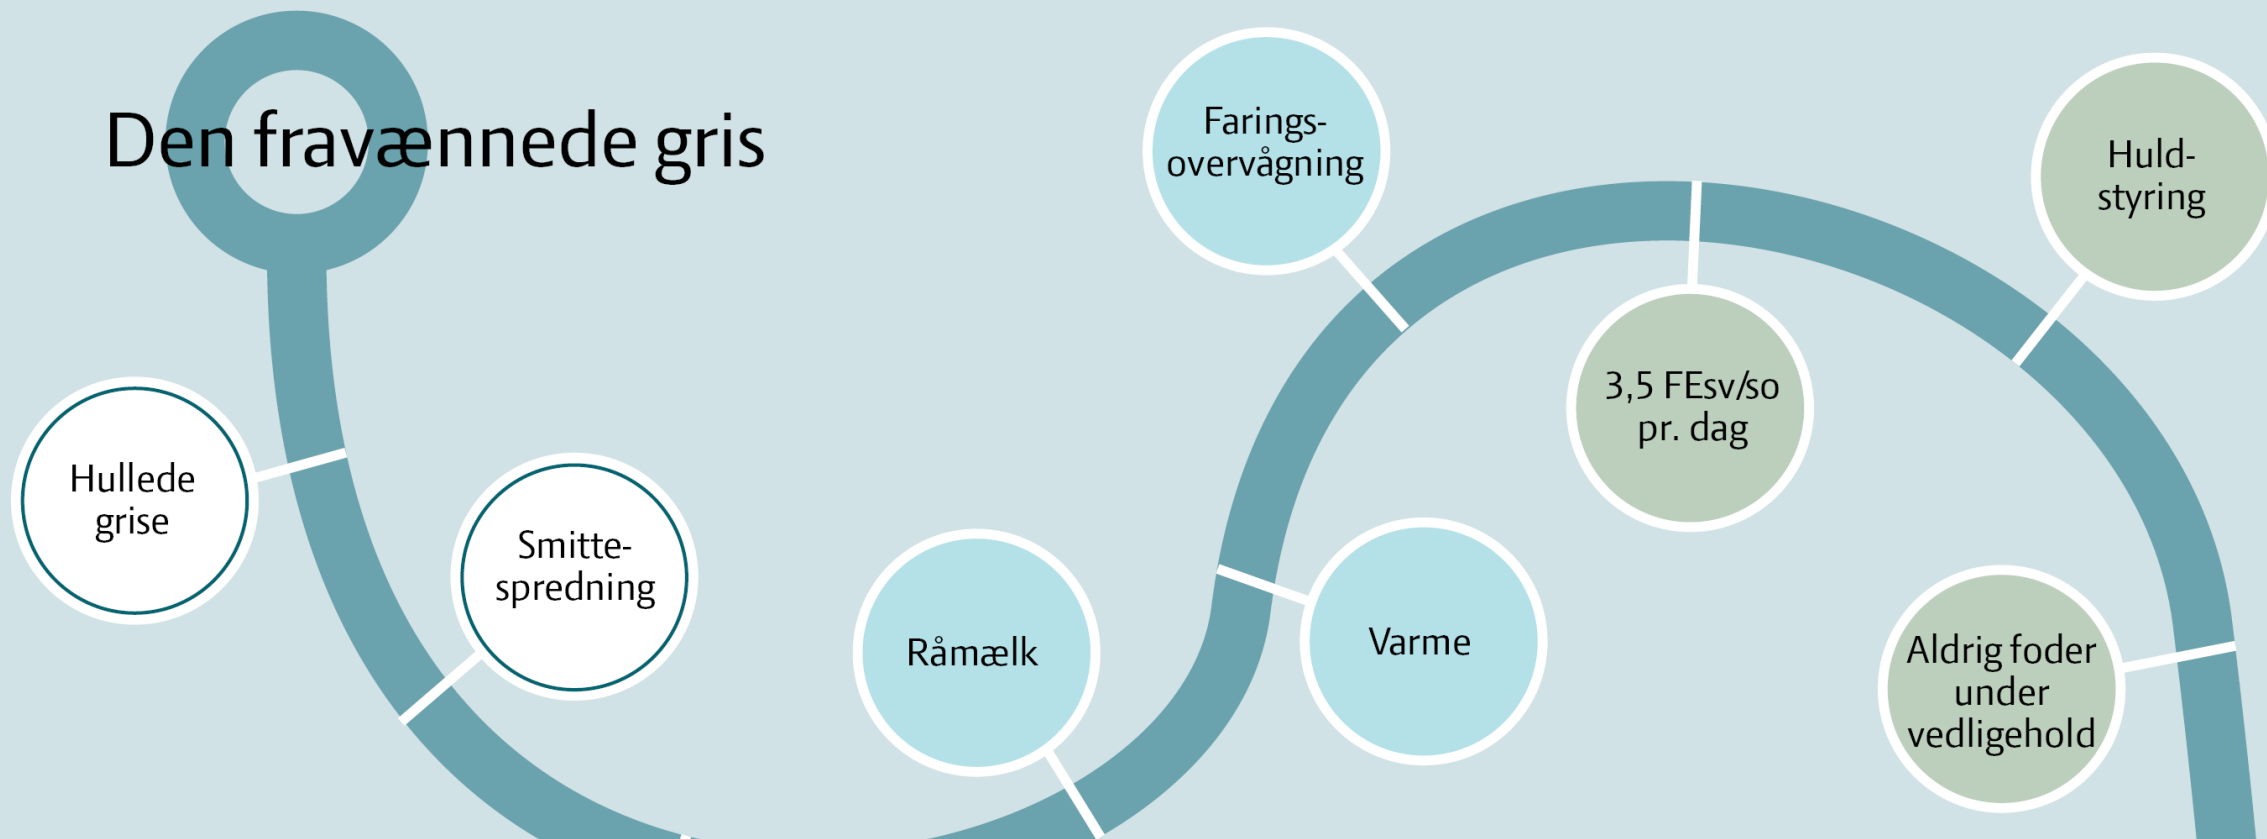 Den fravænnede gris
Farings-
overvågning
Huld-
styring
3,5 FEsv/so
pr. dag
Hullede
grise
Smitte-
spredning
Råmælk
Varme
Aldrig foder
under
vedligehold